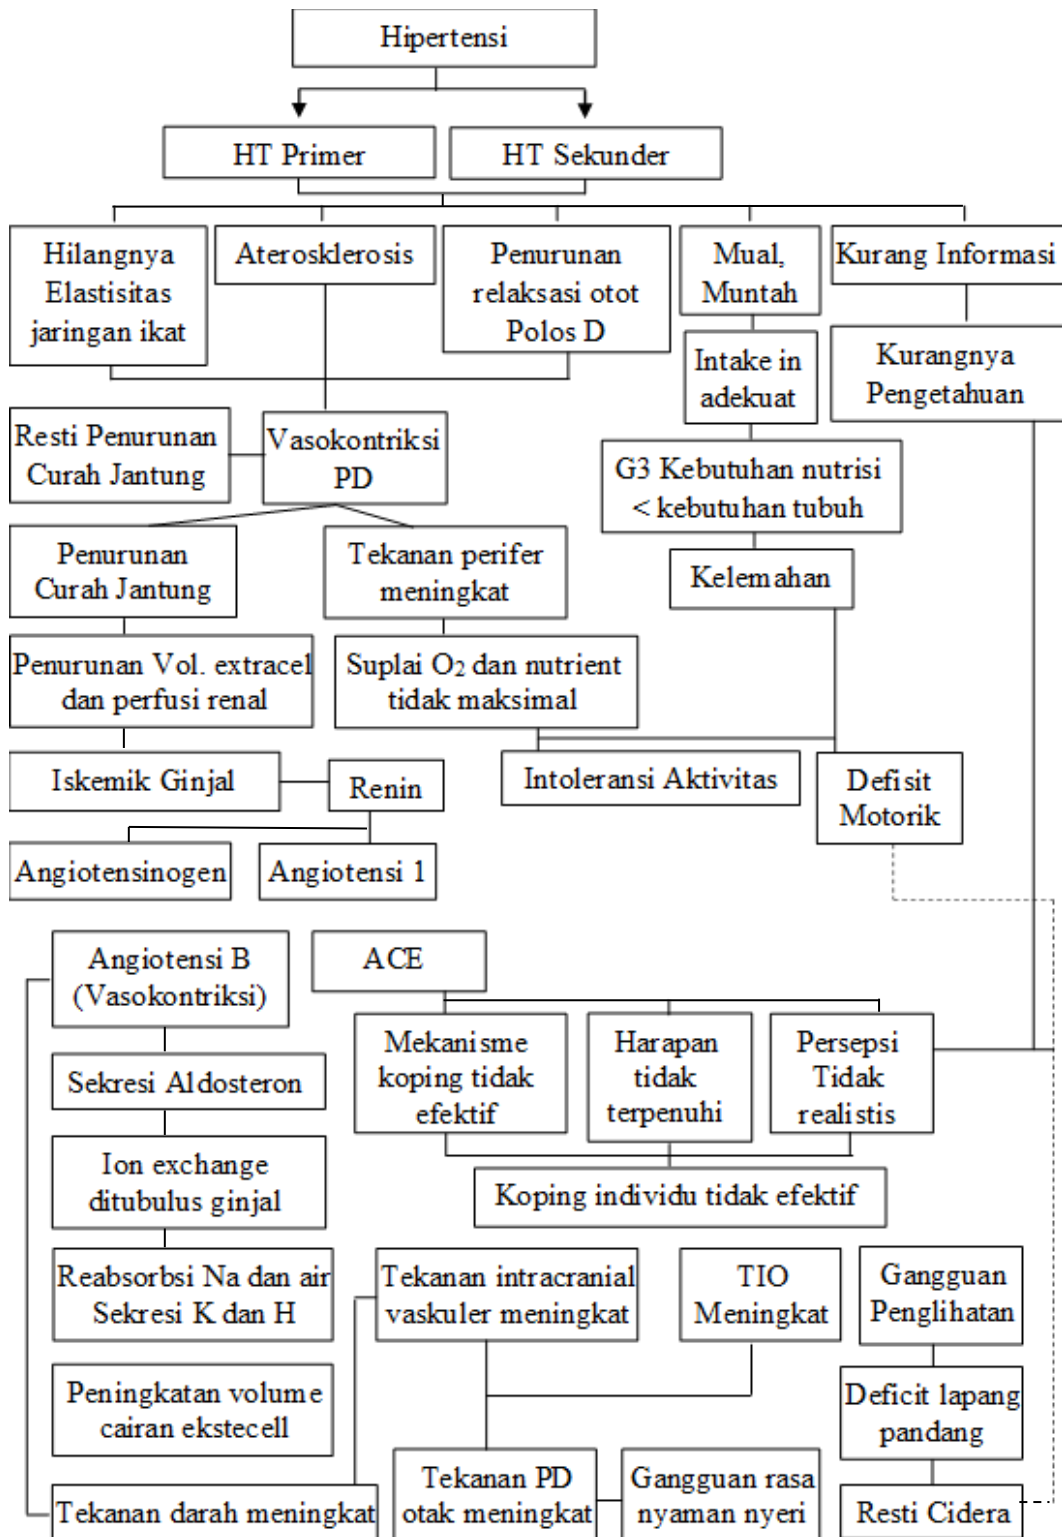 Hipertensi
HT Primer
HT Sekunder
Hilangnya
Elastisitas
jaringan ikat
Aterosklerosis
Penurunan
relaksasi otot
Polos D
Mual,
Muntah
Kurang Informasi
Intake in
adekuat
Kurangnya
Pengetahuan
Resti Penurunan
Curah Jantung
Vasokontriksi
PD
G3 Kebutuhan nutrisi
< kebutuhan tubuh
Penurunan
Curah Jantung
Tekanan perifer
meningkat
Kelemahan
Penurunan Vol. extracel
dan perfusi renal
Suplai O₂ dan nutrient
tidak maksimal
Iskemik Ginjal
Renin
Intoleransi Aktivitas
Defisit
Motorik
Angiotensinogen
Angiotensi 1
Angiotensi B
(Vasokontriksi)
ACE
Mekanisme
koping tidak
efektif
Harapan
tidak
terpenuhi
Persepsi
Tidak
realistis
Sekresi Aldosteron
Ion exchange
ditubulus ginjal
Koping individu tidak efektif
Reabsorbsi Na dan air
Sekresi K dan H
Tekanan intracranial
vaskuler meningkat
TIO
Meningkat
Gangguan
Penglihatan
Peningkatan volume
cairan ekstecell
Deficit lapang
pandang
Tekanan darah meningkat
Tekanan PD
otak meningkat
Gangguan rasa
nyaman nyeri
Resti Cidera